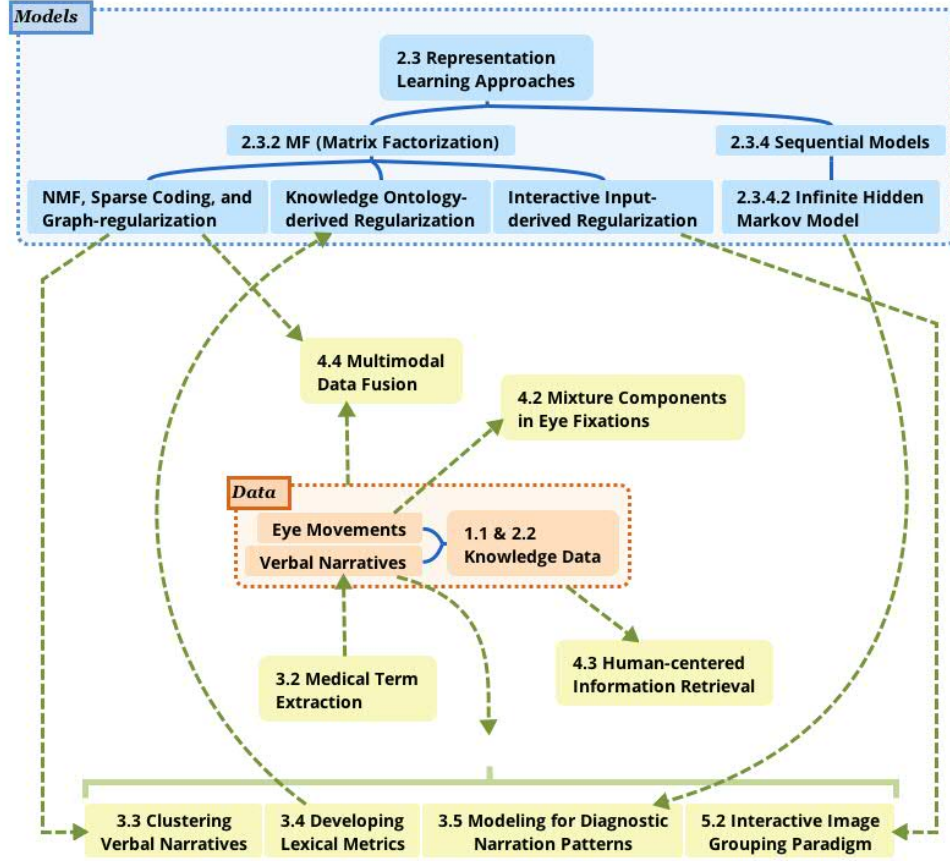 Models
2.3 Representation
Learning Approaches
2.3.2 MF (Matrix Factorization)
2.3.4 Sequential Models
NMF, Sparse Coding, and
Graph-regularization
Knowledge Ontology-
derived Regularization
Interactive Input-
derived Regularization
2.3.4.2 Infinite Hidden
Markov Model
4.4 Multimodal
Data Fusion
4.2 Mixture Components
in Eye Fixations
Data
Eye Movements
Verbal Narratives
1.1 & 2.2
Knowledge Data
3.2 Medical Term
Extraction
4.3 Human-centered
Information Retrieval
3.3 Clustering
Verbal Narratives
3.4 Developing
Lexical Metrics
3.5 Modeling for Diagnostic
Narration Patterns
5.2 Interactive Image
Grouping Paradigm